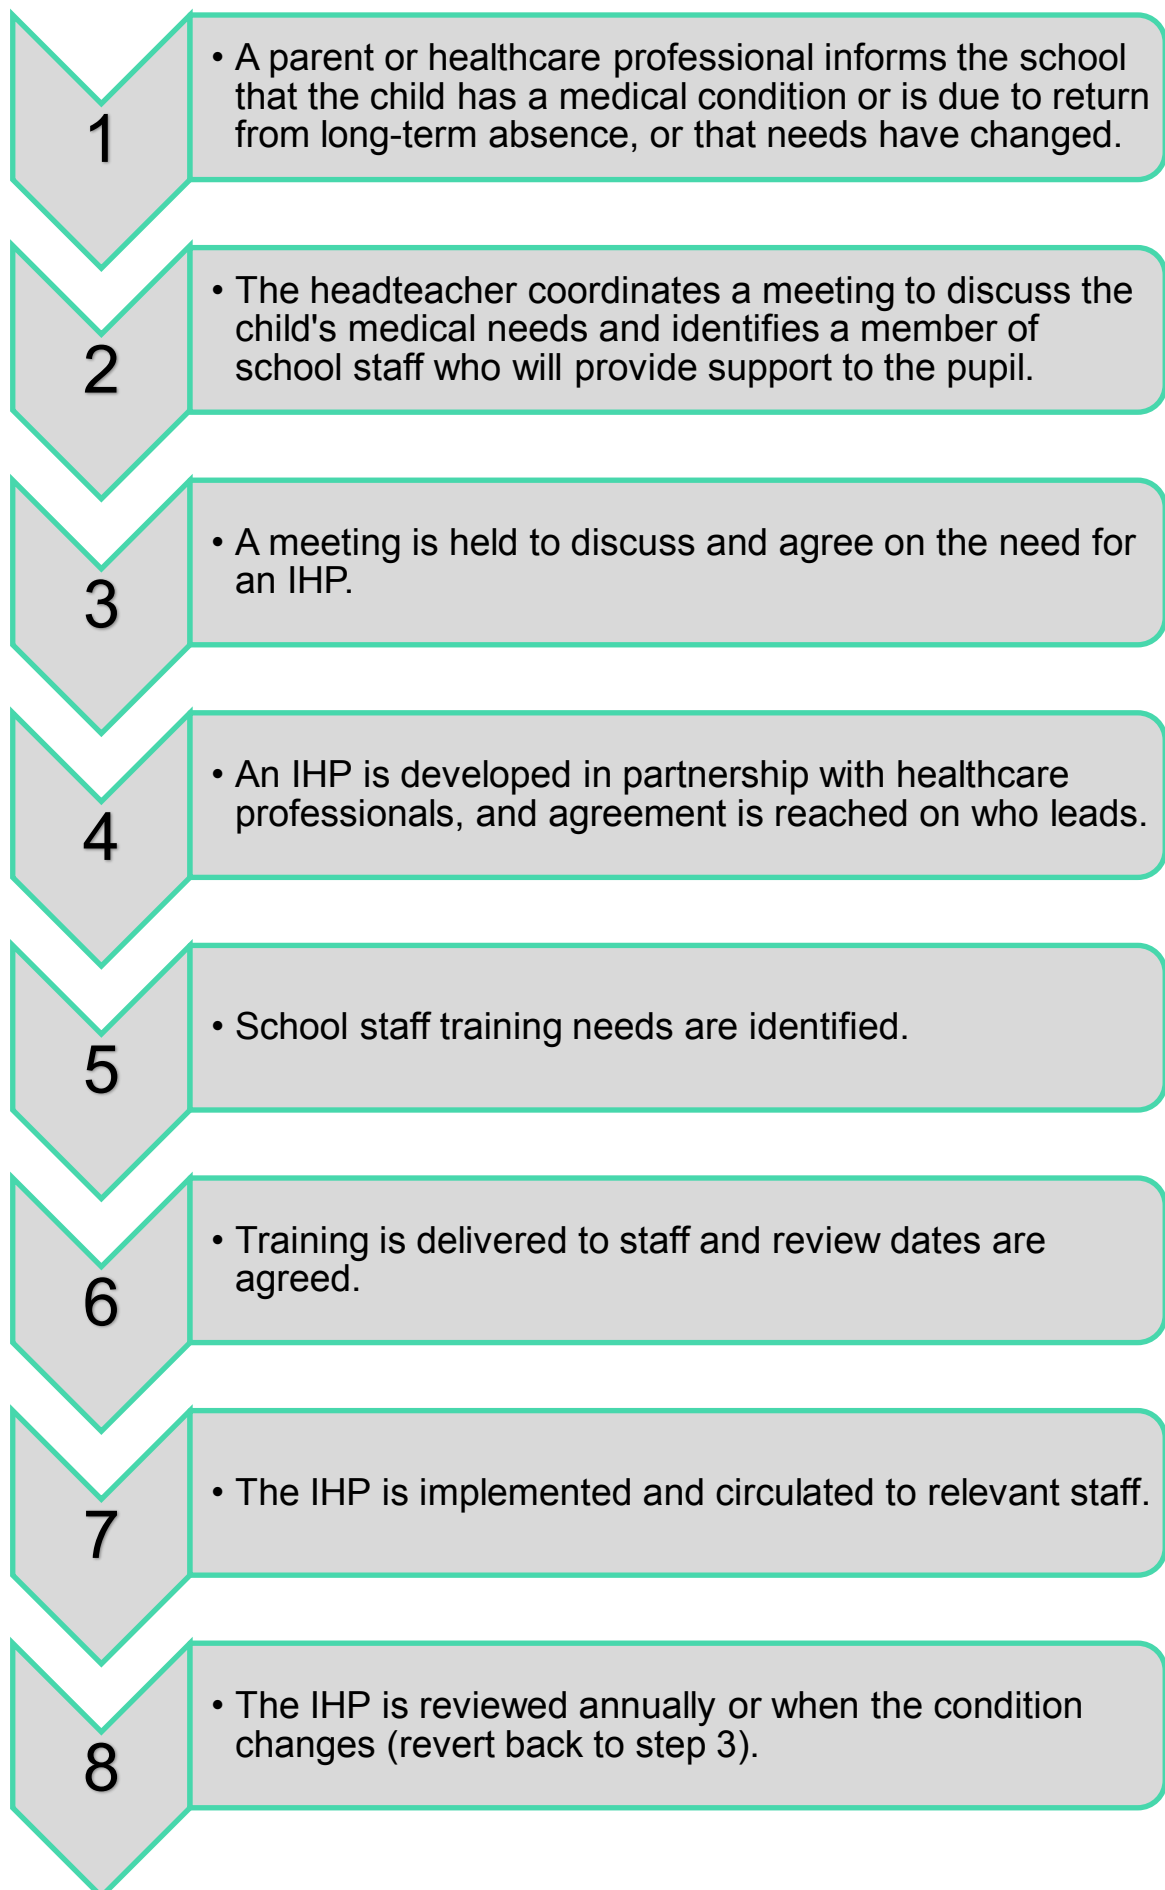 1
• A parent or healthcare professional informs the school
that the child has a medical condition or is due to return
from long-term absence, or that needs have changed.
2
• The headteacher coordinates a meeting to discuss the
child's medical needs and identifies a member of
school staff who will provide support to the pupil.
3
• A meeting is held to discuss and agree on the need for
an IHP.
4
• An IHP is developed in partnership with healthcare
professionals, and agreement is reached on who leads.
5
• School staff training needs are identified.
6
• Training is delivered to staff and review dates are
agreed.
7
• The IHP is implemented and circulated to relevant staff.
8
• The IHP is reviewed annually or when the condition
changes (revert back to step 3).